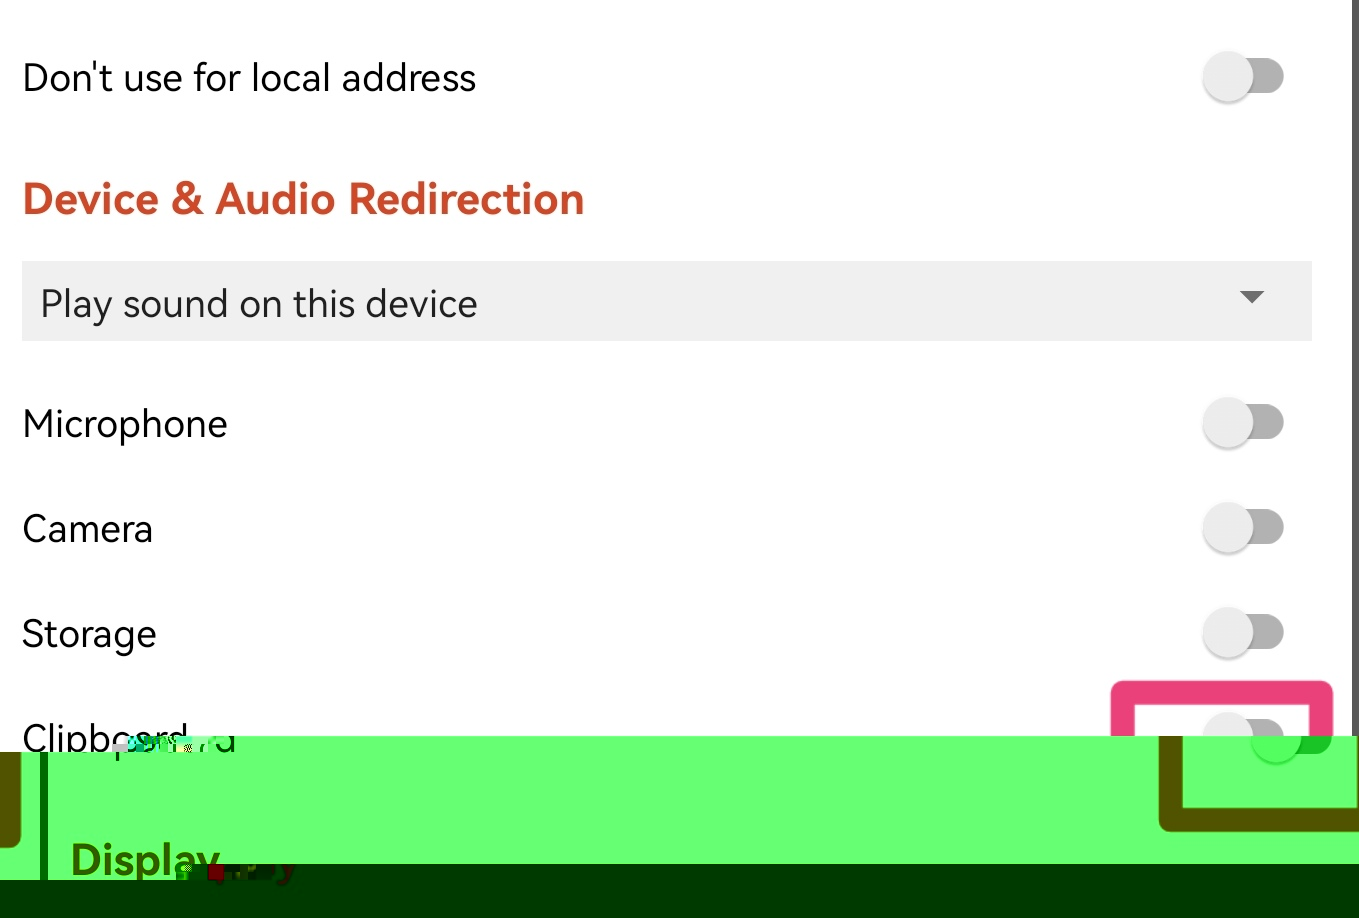 Don't use for local address
Device & Audio Redirection
Play sound on this device
Microphone
Camera
Storage
Clipboard
Display